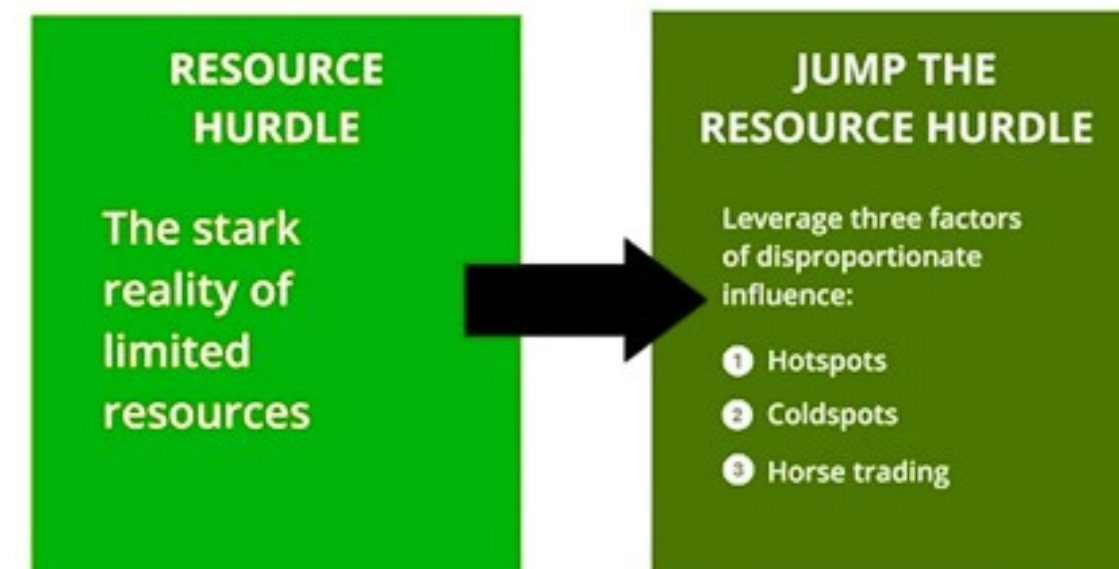 RESOURCE
HURDLE
The stark
reality of
limited
resources
JUMP THE
RESOURCE HURDLE
Leverage three factors
of disproportionate
influence:
1 Hotspots
2 Coldspots
3 Horse trading